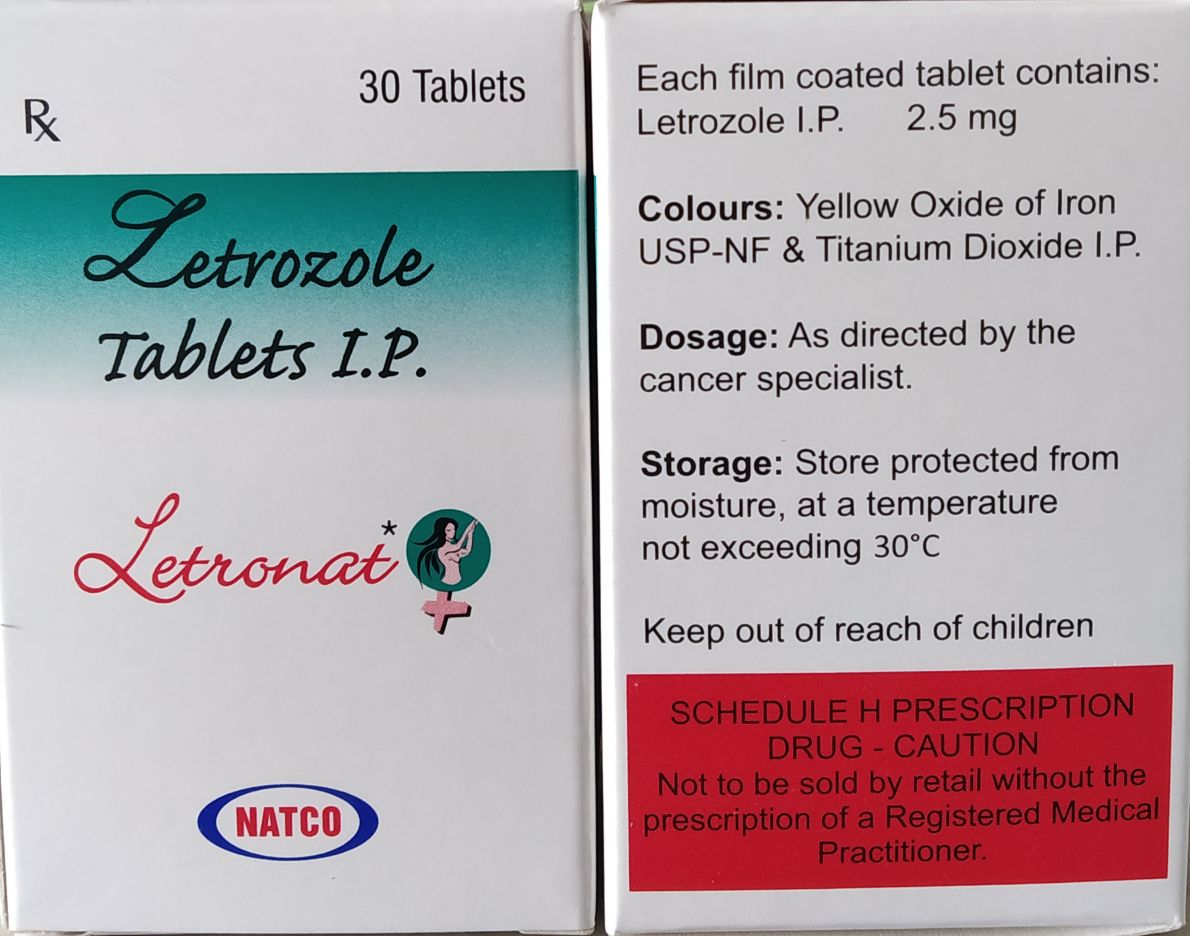 30 Tablets
Rx
Letrozole
Tablets I.P.
Letronat*
NATCO
Each film coated tablet contains:
Letrozole I.P. 2.5 mg
Colours: Yellow Oxide of Iron
USP-NF & Titanium Dioxide I.P.
Dosage: As directed by the
cancer specialist.
Storage: Store protected from
moisture, at a temperature
not exceeding 30°C
Keep out of reach of children
SCHEDULE H PRESCRIPTION
DRUG - CAUTION
Not to be sold by retail without the
prescription of a Registered Medical
Practitioner.